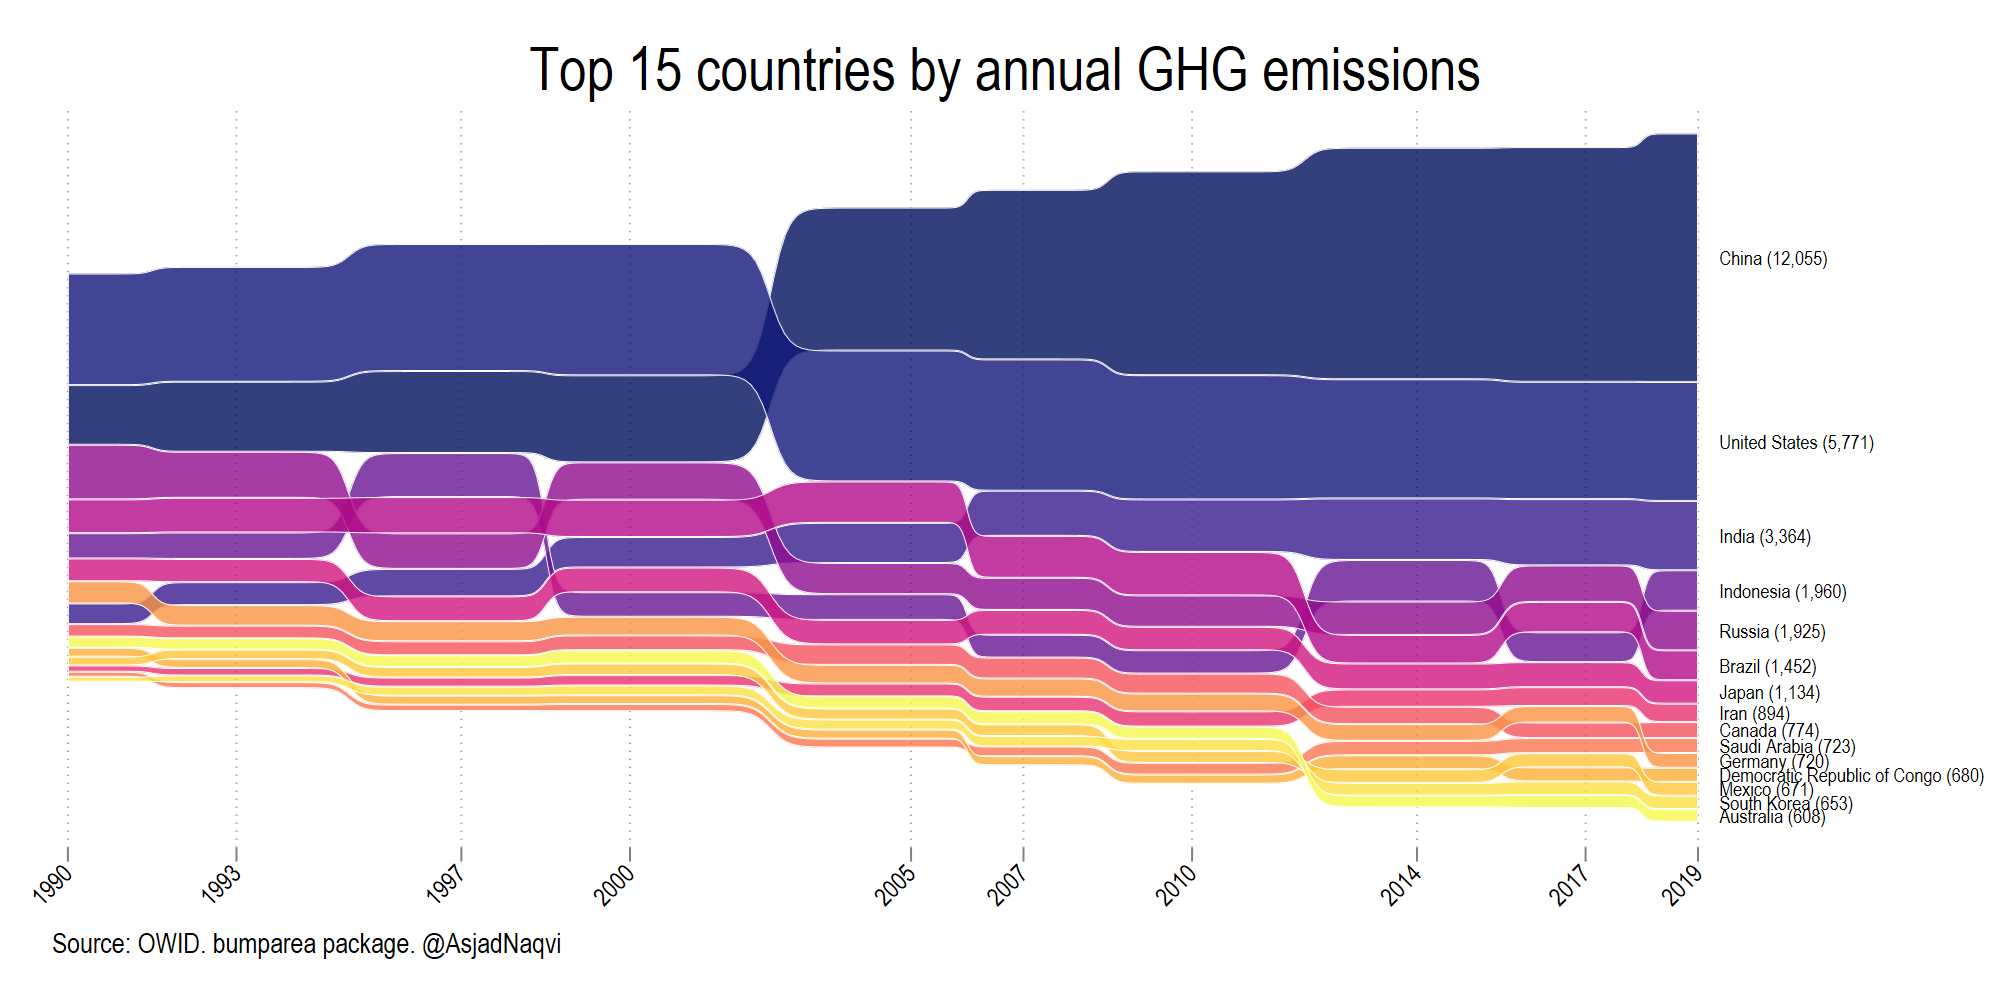 Top 15 countries by annual GHG emissions
China (12,055)
United States (5,771)
India (3,364)
Indonesia (1,960)
Russia (1,925)
Brazil (1,452)
Japan (1,134)
Iran (894)
Canada (774)
Saudi Arabia (723)
Germany (720)
Democratic Republic of Congo (680)
Mexico (671)
South Korea (653)
Australia (608)
1990 1993 1997 2000 2005 2007 2010 2014 2017 2019
Source: OWID. bumparea package. @AsjadNaqvi